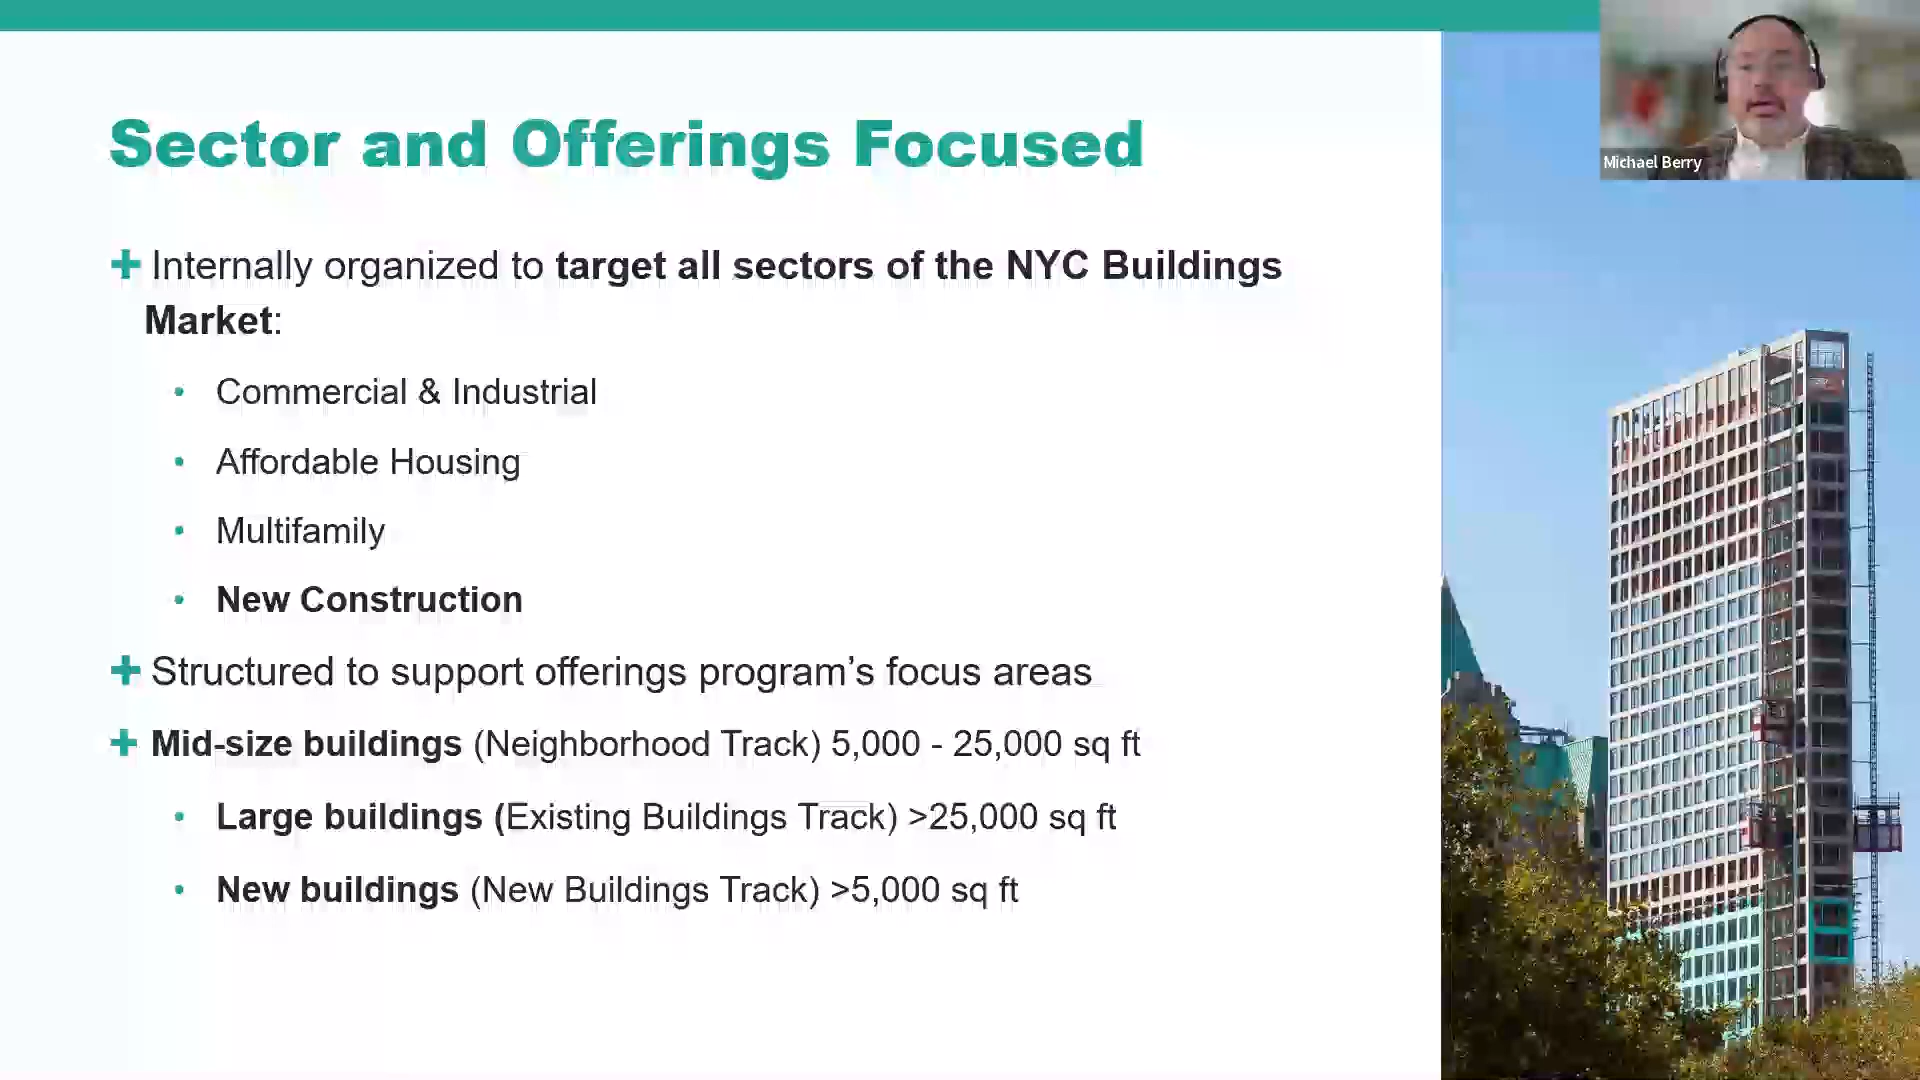 Sector and Offerings Focused
Michael Berry
✚ Internally organized to target all sectors of the NYC Buildings
Market:
• Commercial & Industrial
• Affordable Housing
• Multifamily
• New Construction
✚ Structured to support offerings program’s focus areas
✚ Mid-size buildings (Neighborhood Track) 5,000 - 25,000 sq ft
• Large buildings (Existing Buildings Track) >25,000 sq ft
• New buildings (New Buildings Track) >5,000 sq ft